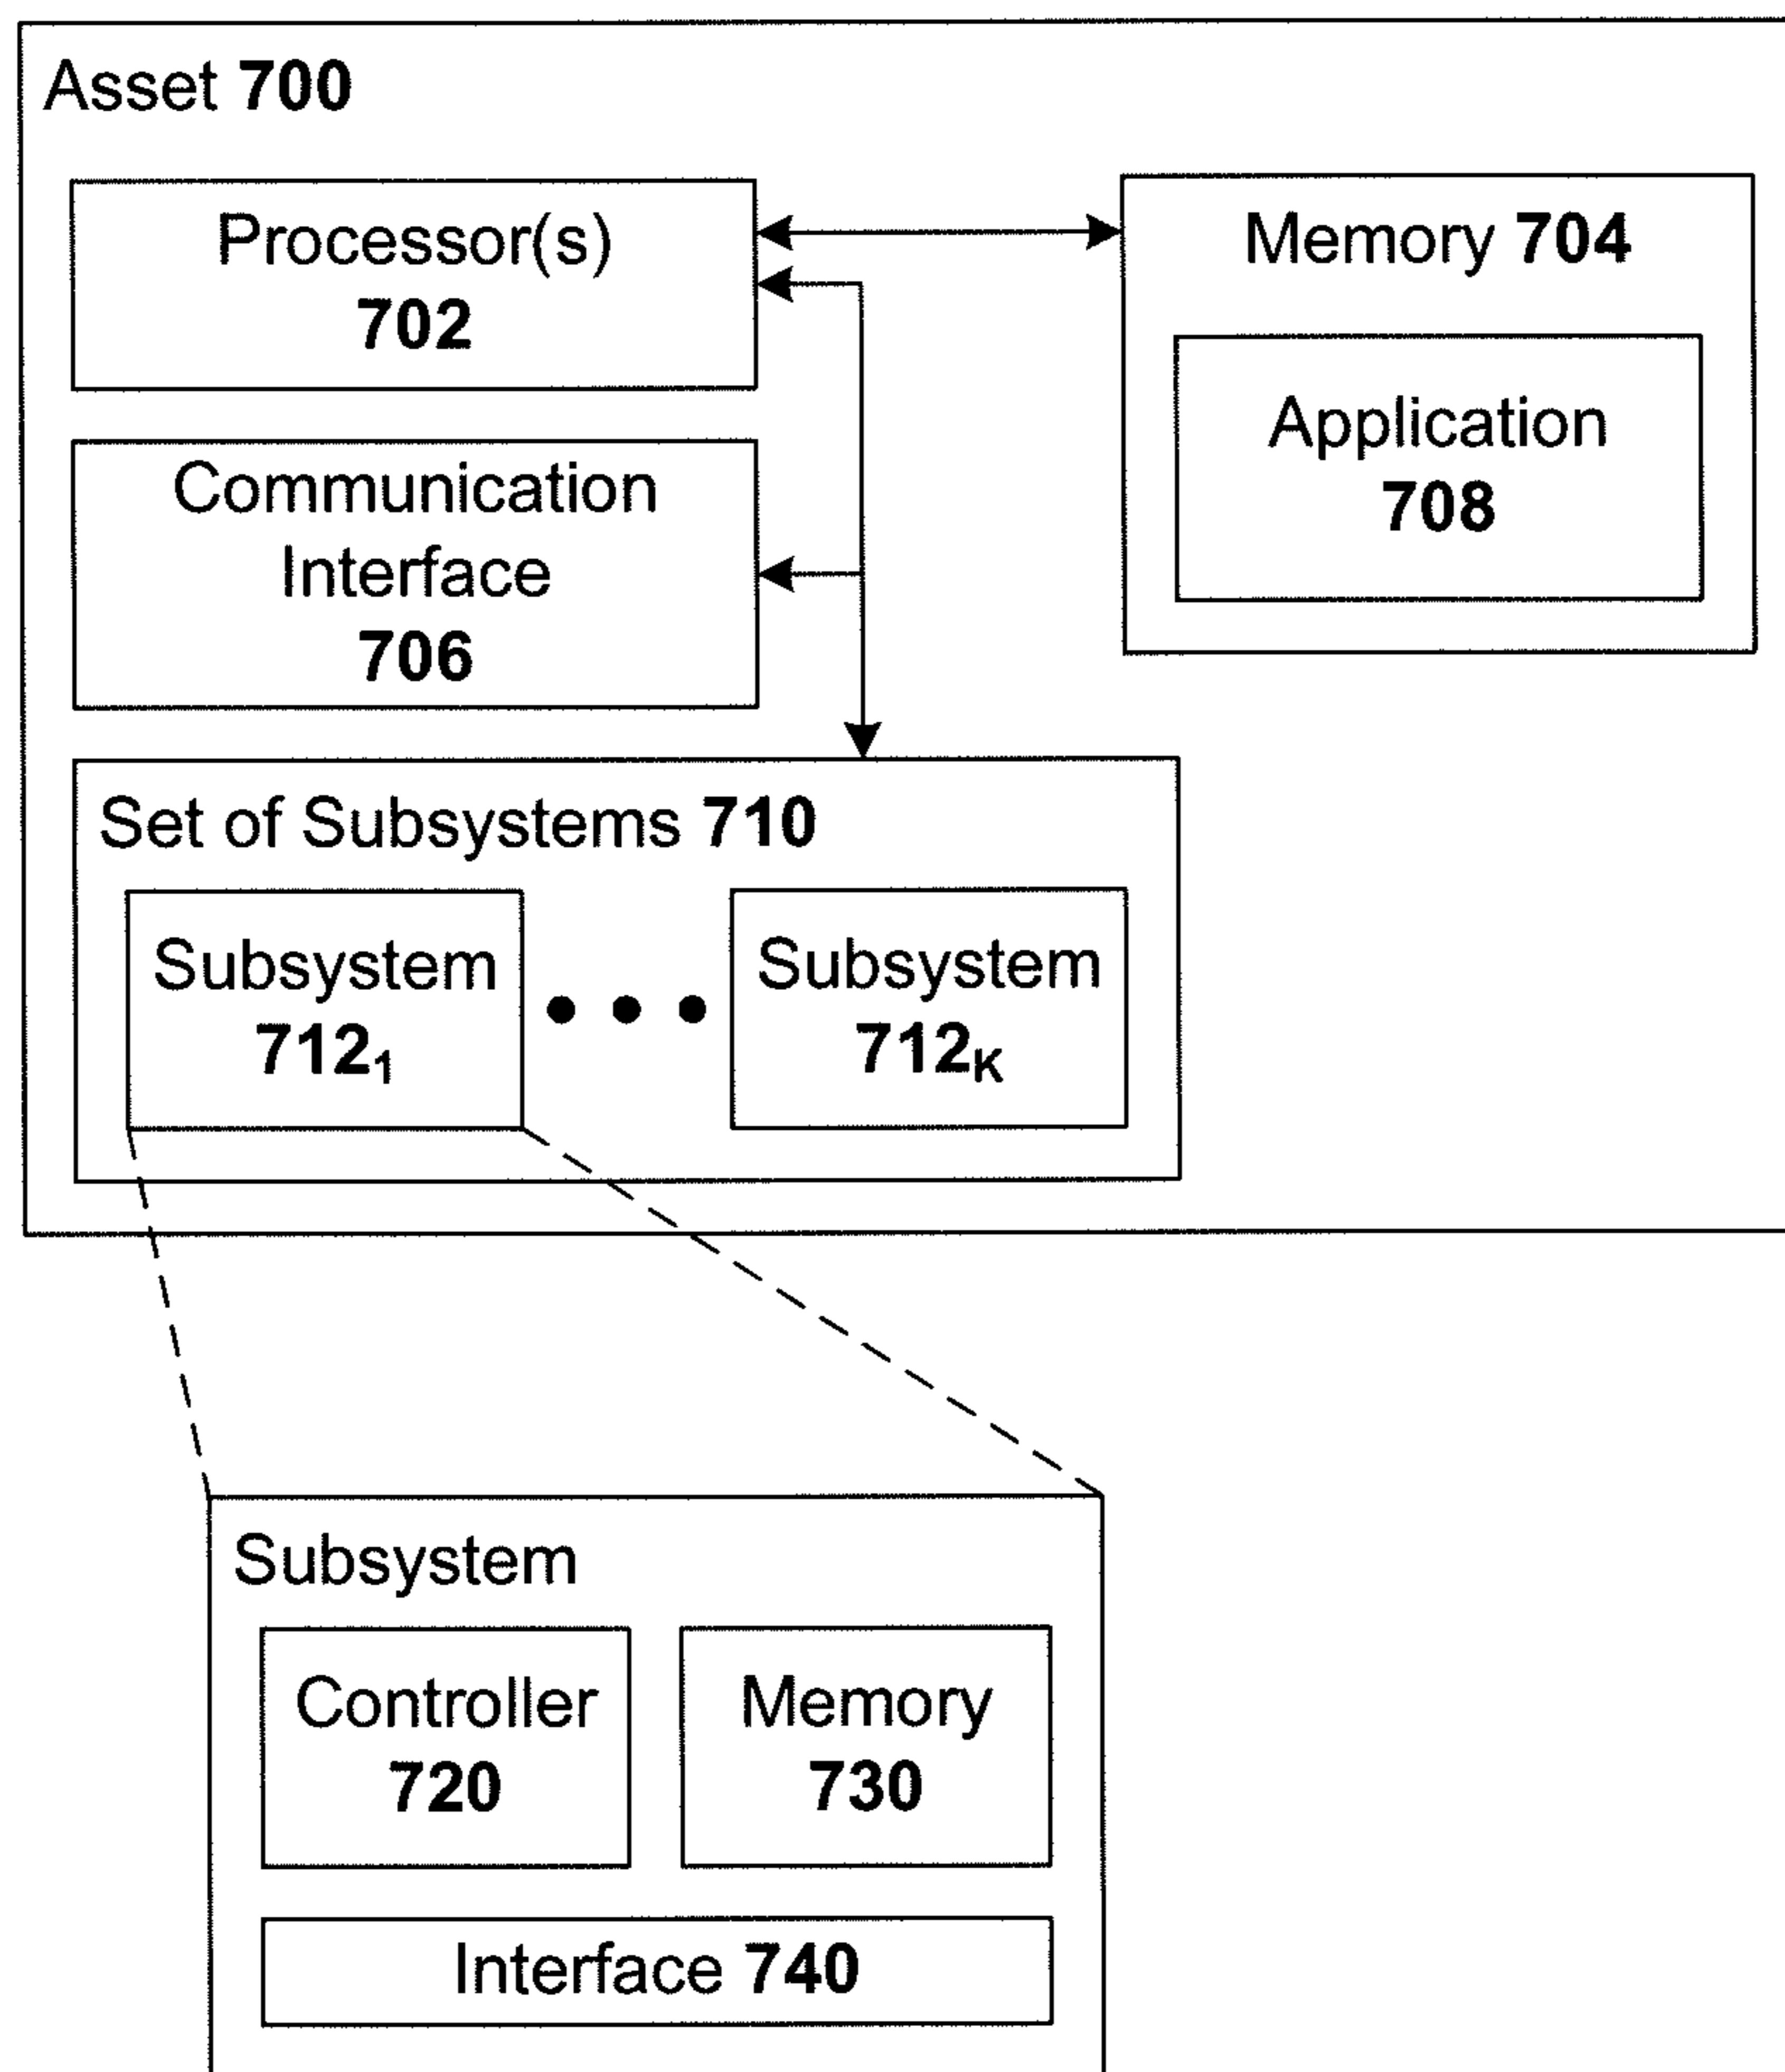 Asset 700
Processor(s)
702
Memory 704
Application
708
Communication
Interface
706
Set of Subsystems 710
Subsystem
712₁
Subsystem
712ₖ
Subsystem
Controller
720
Memory
730
Interface 740